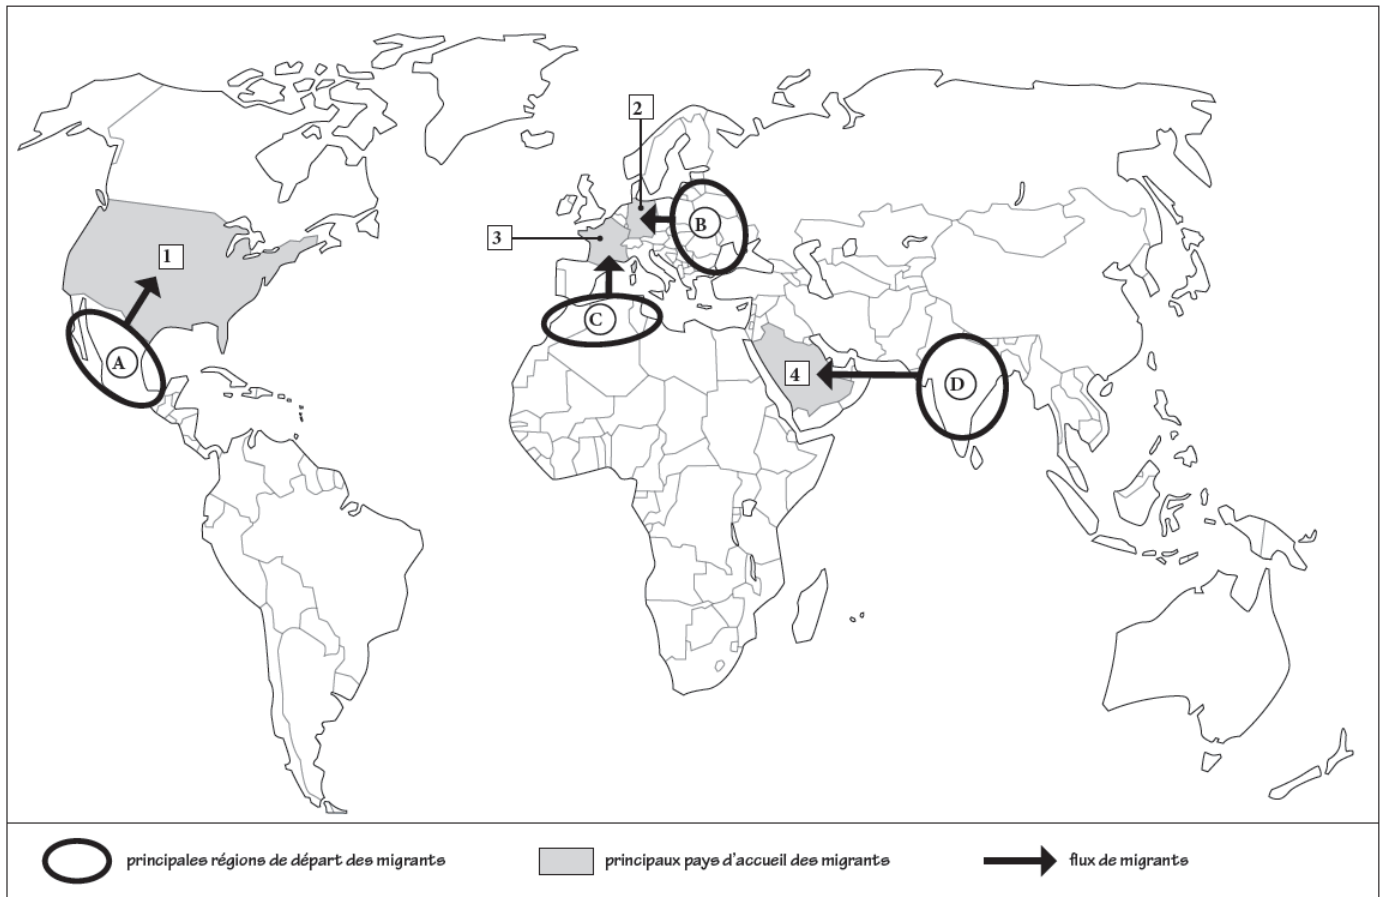 2
B
3
1
C
A
4
D
principales régions de départ des migrants
principaux pays d'accueil des migrants
flux de migrants